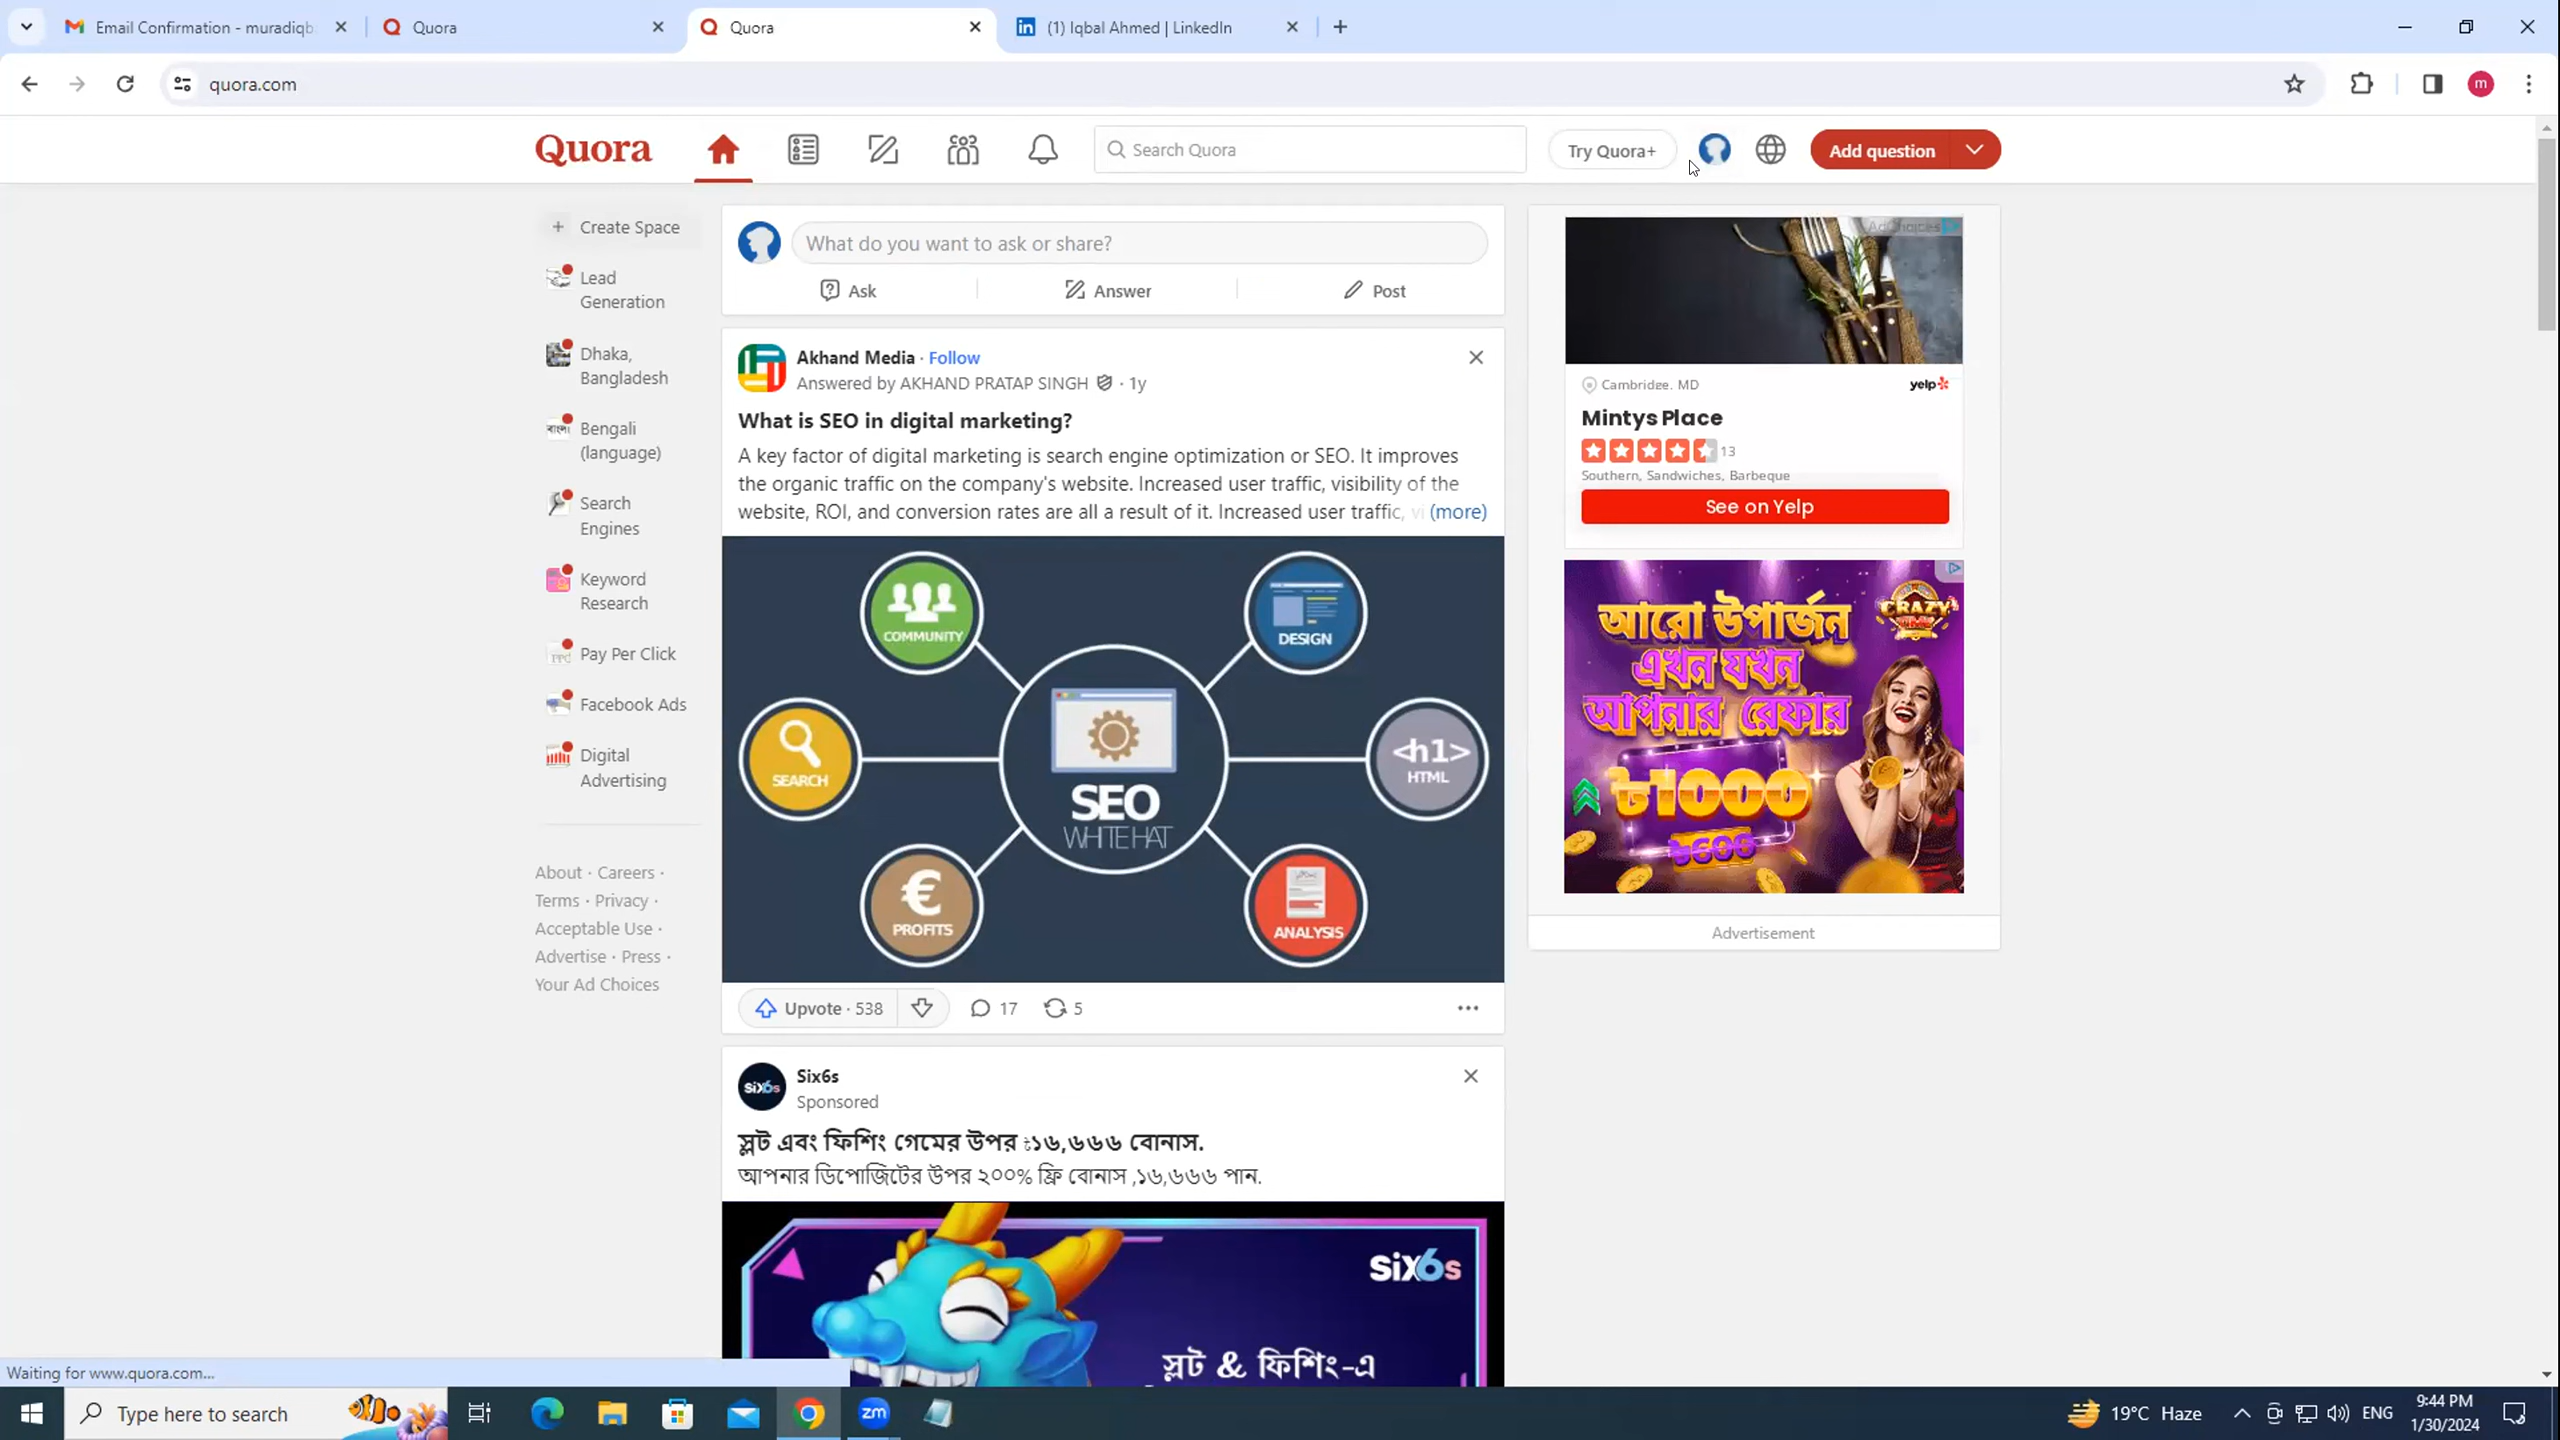 Email Confirmation - muradiqb
Quora
Quora
(1) Iqbal Ahmed | LinkedIn
quora.com
m
Quora
Search Quora
Try Quora+
Add question
Create Space
Lead
Generation
Dhaka,
Bangladesh
Bengali
(language)
Search
Engines
Keyword
Research
Pay Per Click
Facebook Ads
Digital
Advertising
About · Careers ·
Terms · Privacy ·
Acceptable Use ·
Advertise · Press ·
Your Ad Choices
What do you want to ask or share?
Ask
Answer
Post
Akhand Media · Follow
Answered by AKHAND PRATAP SINGH · 1y
What is SEO in digital marketing?
A key factor of digital marketing is search engine optimization or SEO. It improves
the organic traffic on the company's website. Increased user traffic, visibility of the
website, ROI, and conversion rates are all a result of it. Increased user traffic, (more)
COMMUNITY
DESIGN
SEARCH
SEO
WHITE HAT
<h1>
HTML
PROFITS
ANALYSIS
Upvote · 538
17
5
Six6s
Sponsored
স্লট এবং ফিশিং গেমের উপর ৳১৬,৬৬৬ বোনাস.
আপনার ডিপোজিটের উপর ২০০% ফ্রি বোনাস ,১৬,৬৬৬ পান.
six6s
স্লট & ফিশিং-এ
AdChoices
Cambridge, MD
yelp
Mintys Place
13
Southern, Sandwiches, Barbeque
See on Yelp
আরো উপার্জন
এখন যখন
আপনার রেফার
CRAZY
TIME
৳1000
৳600
Advertisement
Waiting for www.quora.com...
Type here to search
zm
19°C Haze
ENG
9:44 PM
1/30/2024